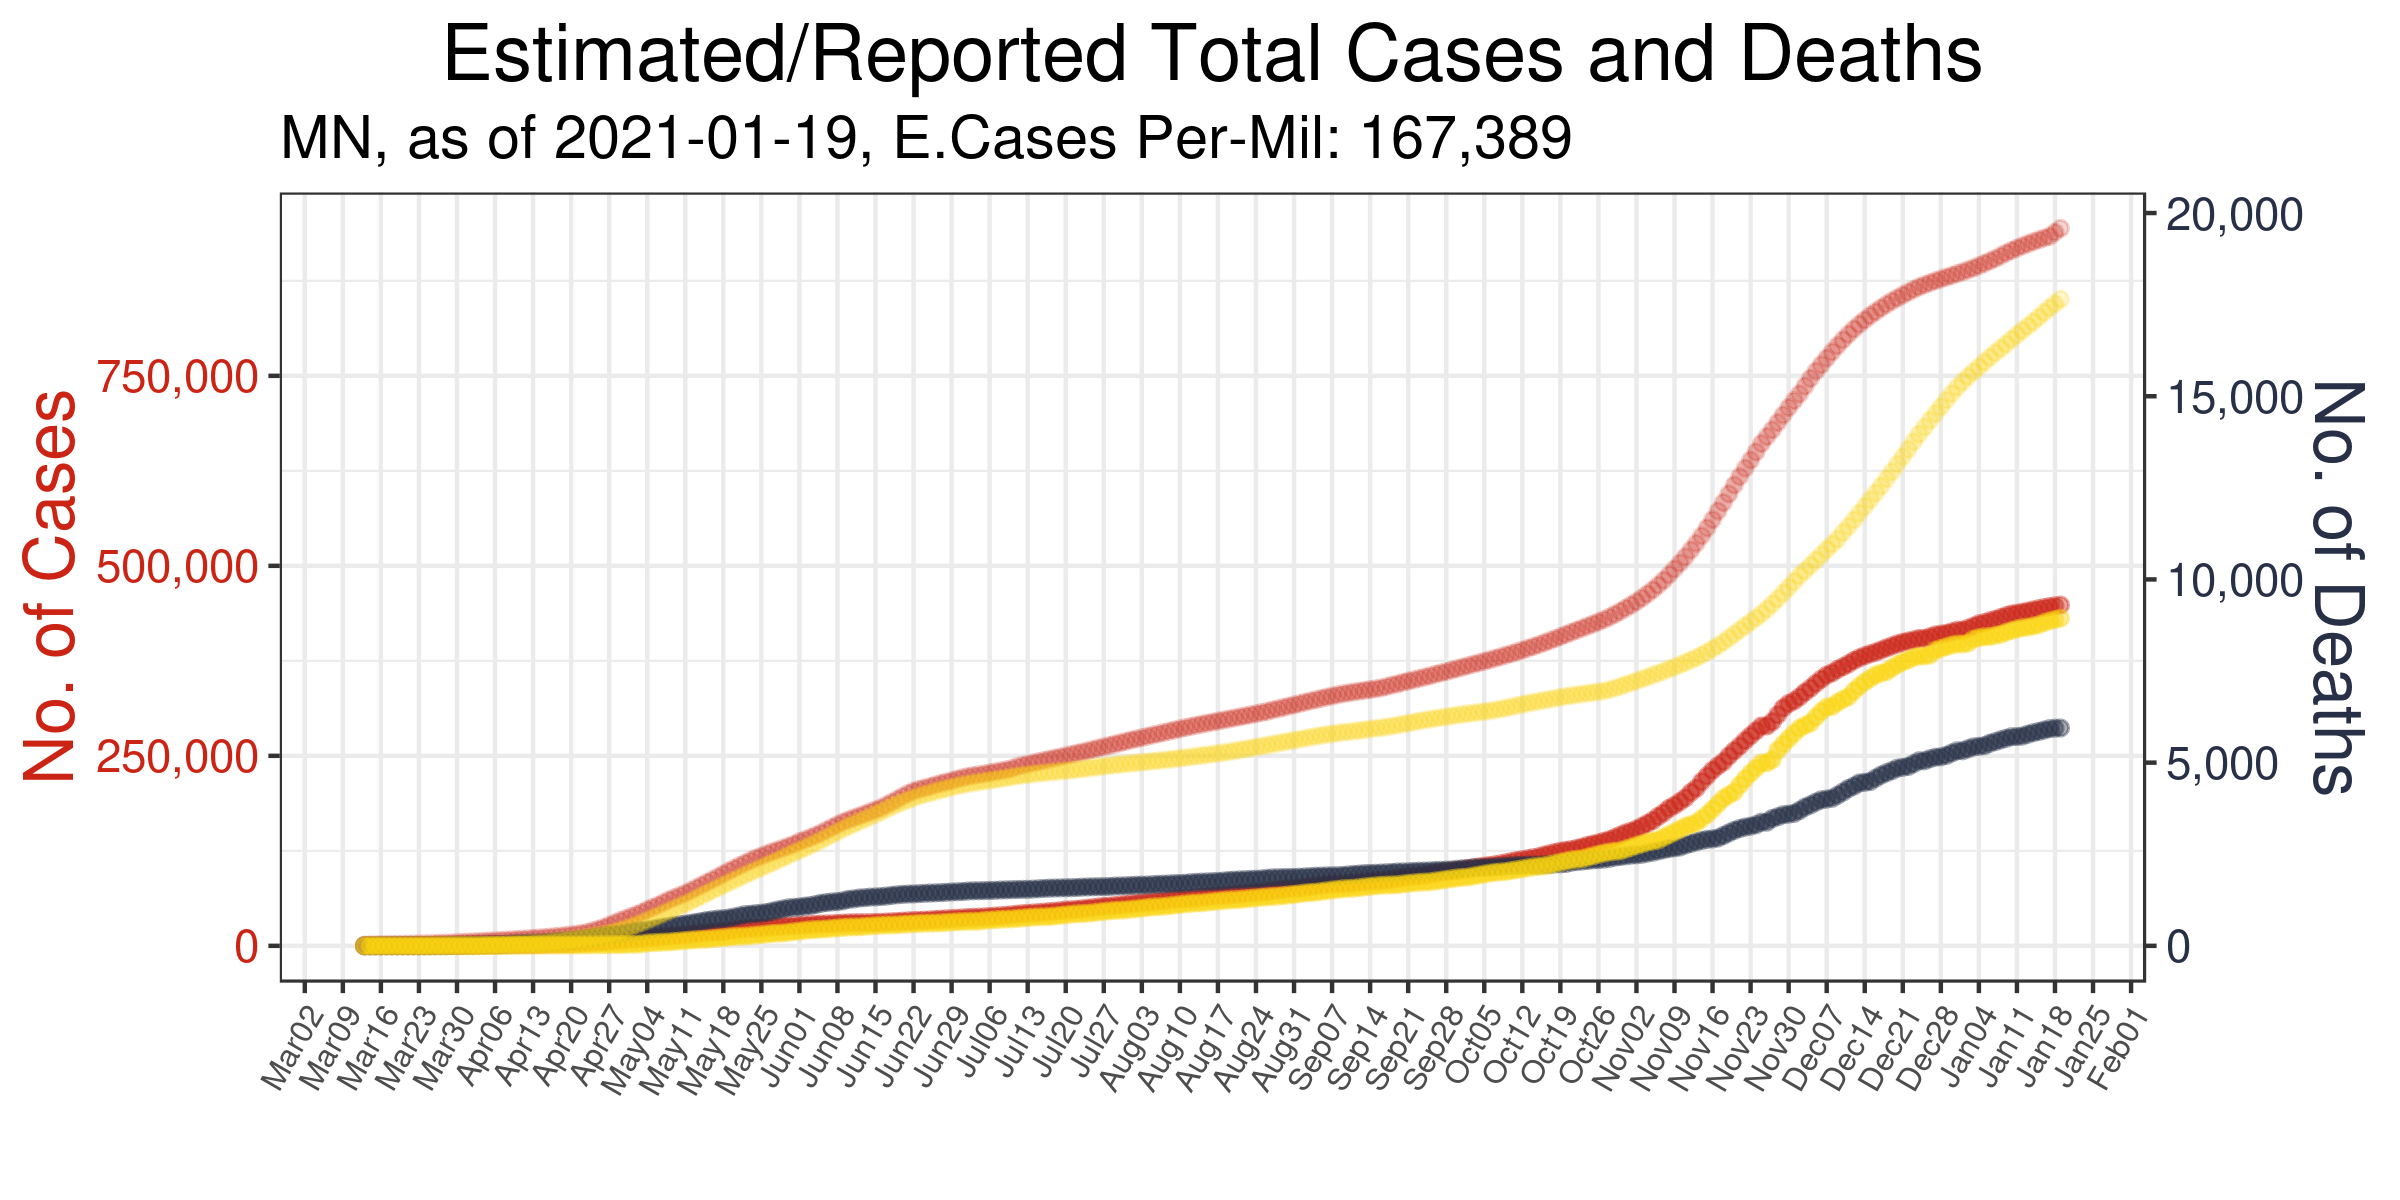 Estimated/Reported Total Cases and Deaths
MN, as of 2021-01-19, E.Cases Per-Mil: 167,389
No. of Cases
750,000
500,000
250,000
0
20,000
15,000
10,000
5,000
0
No. of Deaths
Mar02
Mar09
Mar16
Mar23
Mar30
Apr06
Apr13
Apr20
Apr27
May04
May11
May18
May25
Jun01
Jun08
Jun15
Jun22
Jun29
Jul06
Jul13
Jul20
Jul27
Aug03
Aug10
Aug17
Aug24
Aug31
Sep07
Sep14
Sep21
Sep28
Oct05
Oct12
Oct19
Oct26
Nov02
Nov09
Nov16
Nov23
Nov30
Dec07
Dec14
Dec21
Dec28
Jan04
Jan11
Jan18
Jan25
Feb01